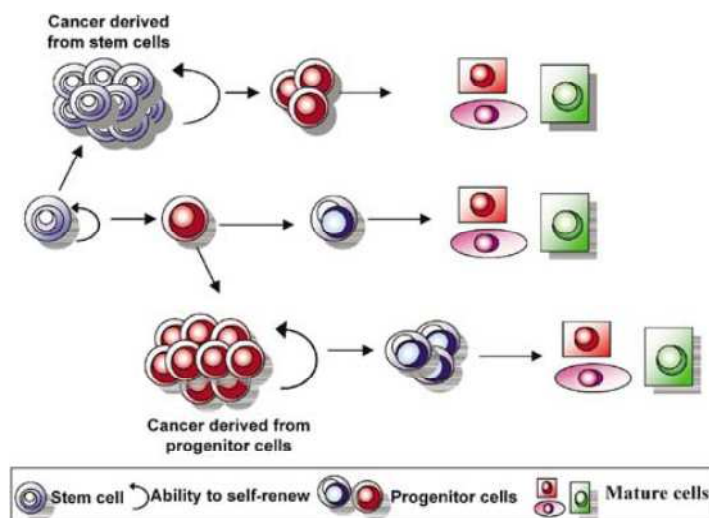 Cancer derived
from stem cells
Cancer derived from
progenitor cells
Stem cell Ability to self-renew Progenitor cells Mature cells